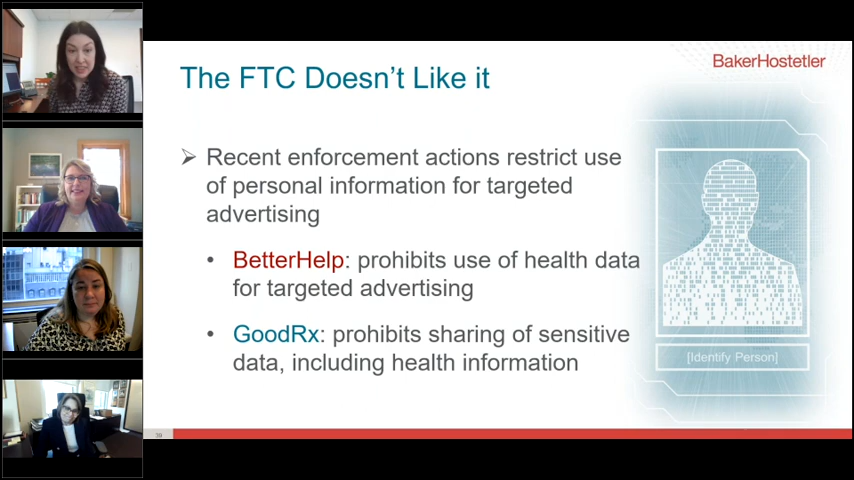 BakerHostetler
The FTC Doesn't Like it
➢ Recent enforcement actions restrict use
of personal information for targeted
advertising
• BetterHelp: prohibits use of health data
for targeted advertising
• GoodRx: prohibits sharing of sensitive
data, including health information
[Identify Person]